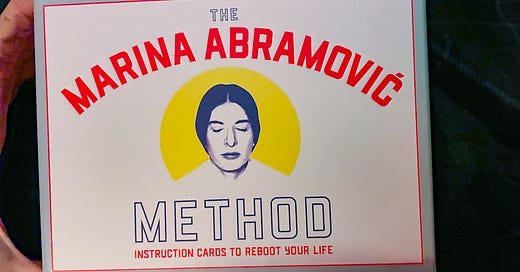 THE
MARINA ABRAMOVIĆ
METHOD
INSTRUCTION CARDS TO REBOOT YOUR LIFE